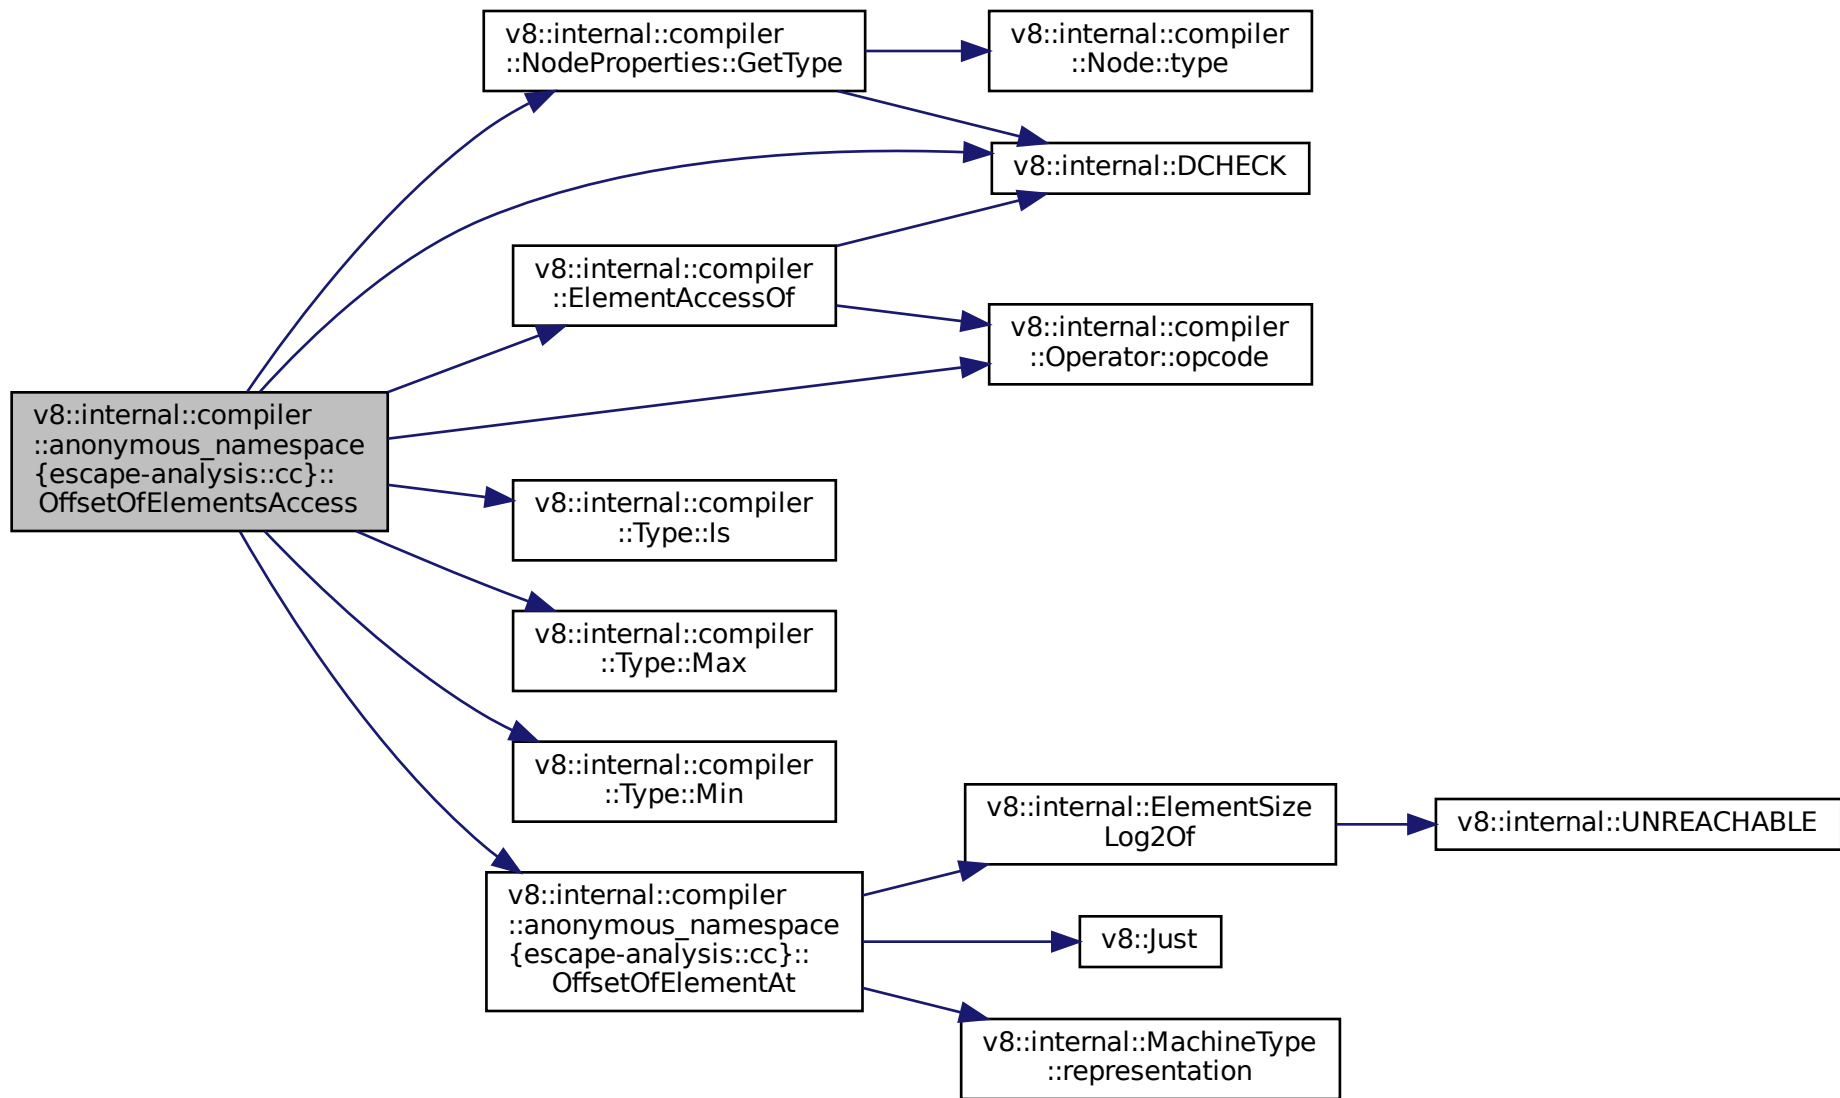 v8::internal::compiler
::NodeProperties::GetType
v8::internal::compiler
::Node::type
v8::internal::DCHECK
v8::internal::compiler
::ElementAccessOf
v8::internal::compiler
::Operator::opcode
v8::internal::compiler
::anonymous_namespace
{escape-analysis::cc}::
OffsetOfElementsAccess
v8::internal::compiler
::Type::Is
v8::internal::compiler
::Type::Max
v8::internal::compiler
::Type::Min
v8::internal::ElementSize
Log2Of
v8::internal::UNREACHABLE
v8::internal::compiler
::anonymous_namespace
{escape-analysis::cc}::
OffsetOfElementAt
v8::Just
v8::internal::MachineType
::representation